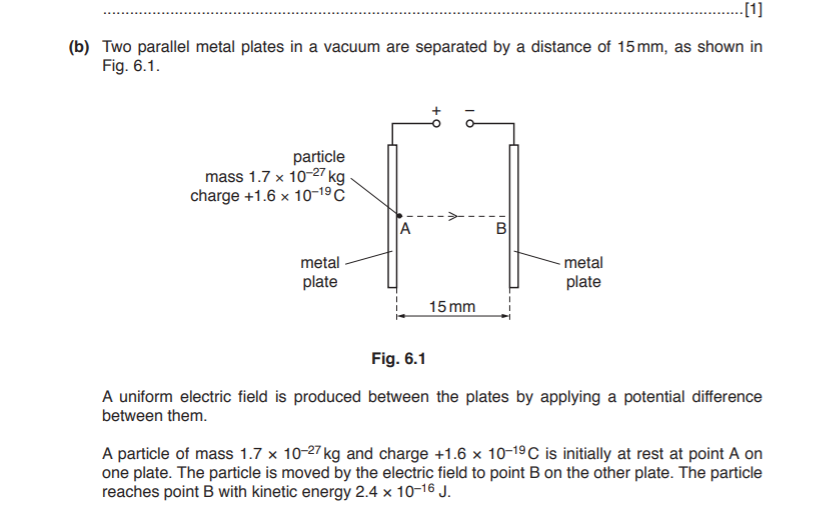 ...[1]
(b) Two parallel metal plates in a vacuum are separated by a distance of 15 mm, as shown in
Fig. 6.1.
+ –
particle
mass 1.7 × 10⁻²⁷ kg
charge +1.6 × 10⁻¹⁹ C
A B
metal
plate
metal
plate
15 mm
Fig. 6.1
A uniform electric field is produced between the plates by applying a potential difference
between them.
A particle of mass 1.7 × 10⁻²⁷ kg and charge +1.6 × 10⁻¹⁹ C is initially at rest at point A on
one plate. The particle is moved by the electric field to point B on the other plate. The particle
reaches point B with kinetic energy 2.4 × 10⁻¹⁶ J.